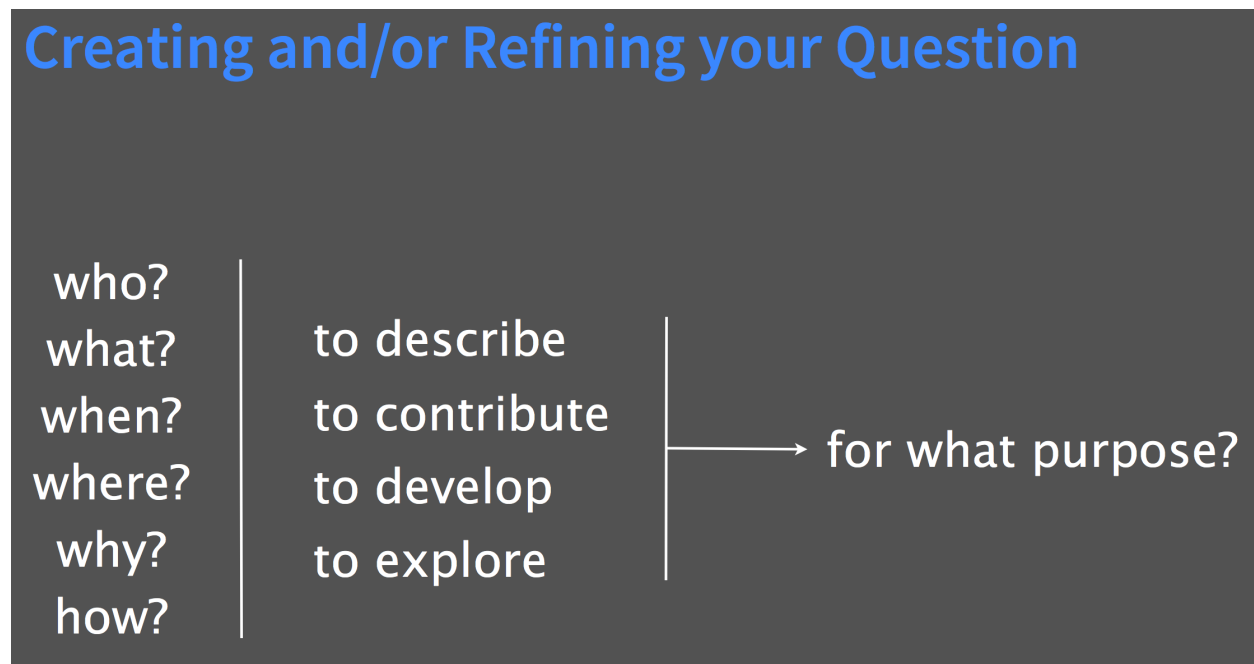 Creating and/or Refining your Question
who?
what?
when?
where?
why?
how?
to describe
to contribute
to develop
to explore
for what purpose?